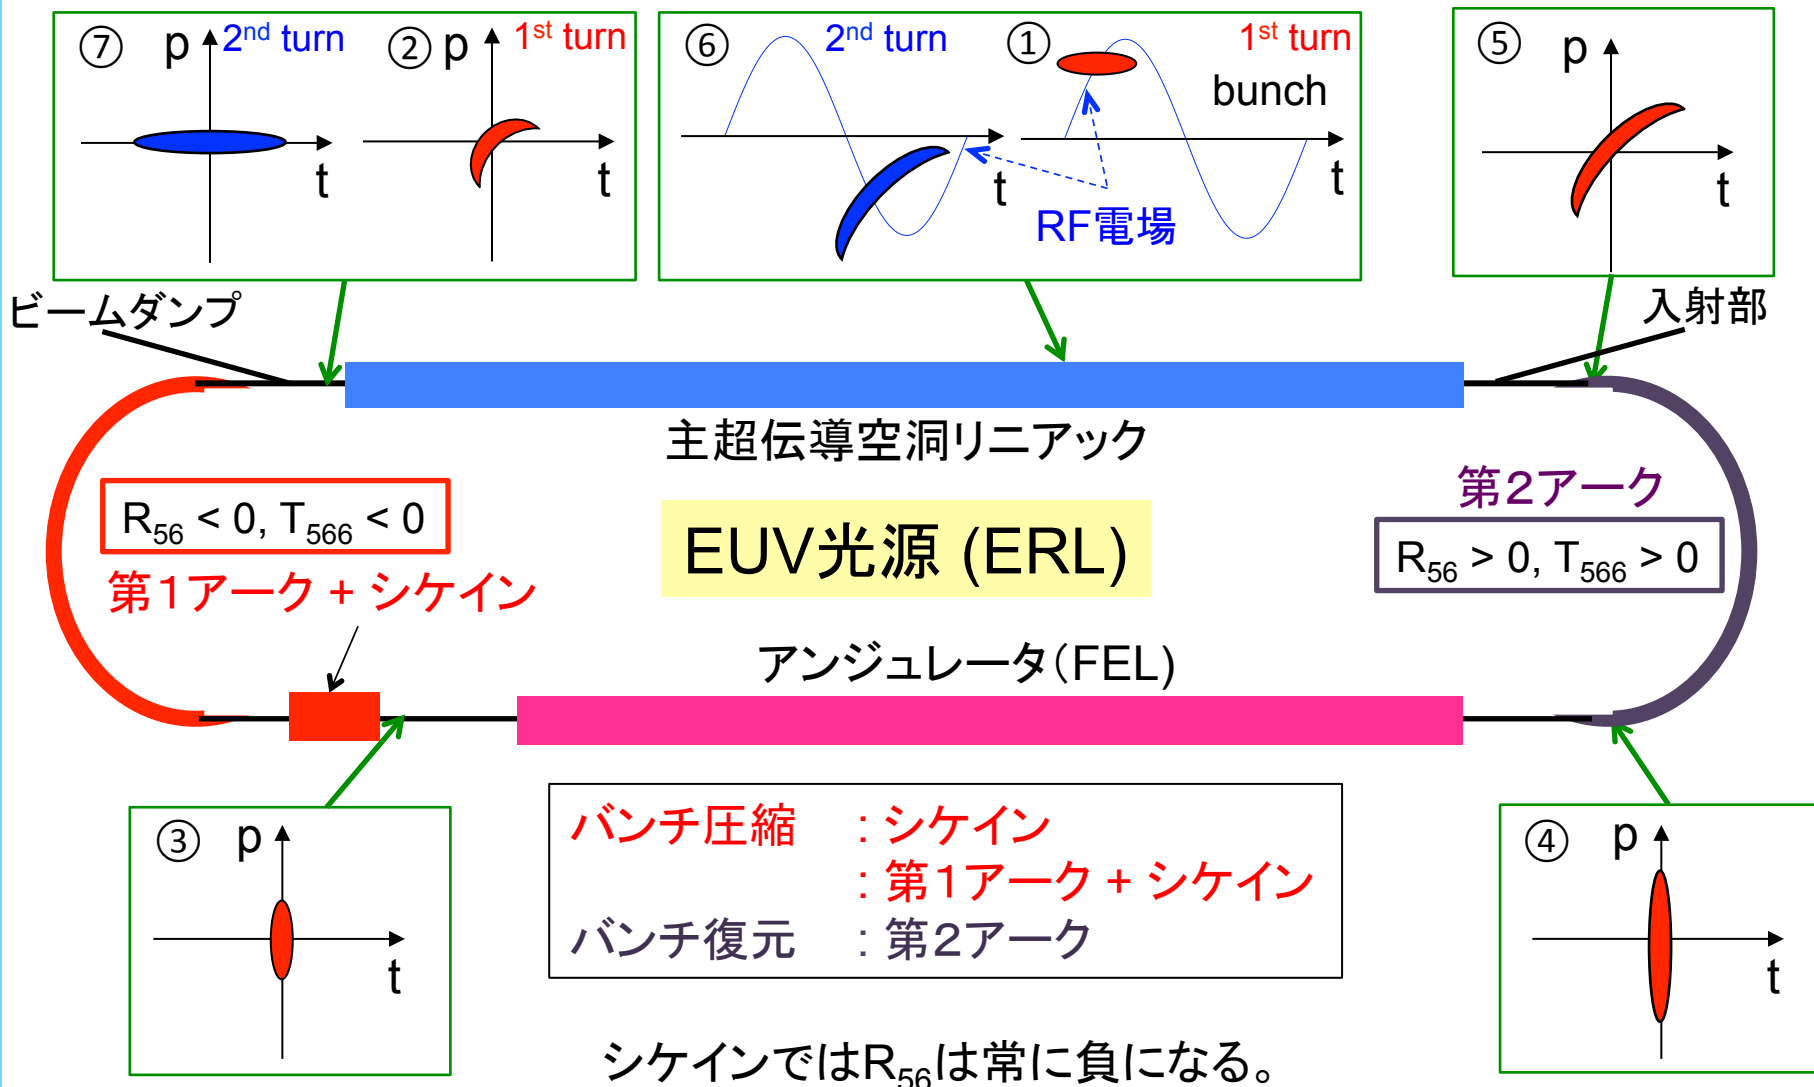 ⑦ p 2nd turn
t
② p 1st turn
t
⑥ 2nd turn
t
① 1st turn
bunch
t
RF電場
⑤ p
t
ビームダンプ
入射部
主超伝導空洞リニアック
R56 < 0, T566 < 0
第1アーク + シケイン
EUV光源 (ERL)
第2アーク
R56 > 0, T566 > 0
アンジュレータ(FEL)
③ p
t
バンチ圧縮 : シケイン
: 第1アーク + シケイン
バンチ復元 : 第2アーク
④ p
t
シケインではR56は常に負になる。